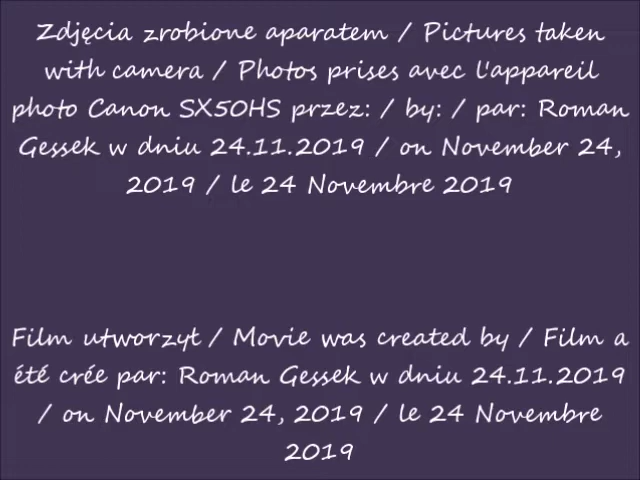 Zdjęcia zrobione aparatem / Pictures taken
with camera / Photos prises avec l'appareil
photo Canon SX50HS przez: / by: / par: Roman
Gessek w dniu 24.11.2019 / on November 24,
2019 / le 24 Novembre 2019
Film utworzył / Movie was created by / Film a
été crée par: Roman Gessek w dniu 24.11.2019
/ on November 24, 2019 / le 24 Novembre
2019